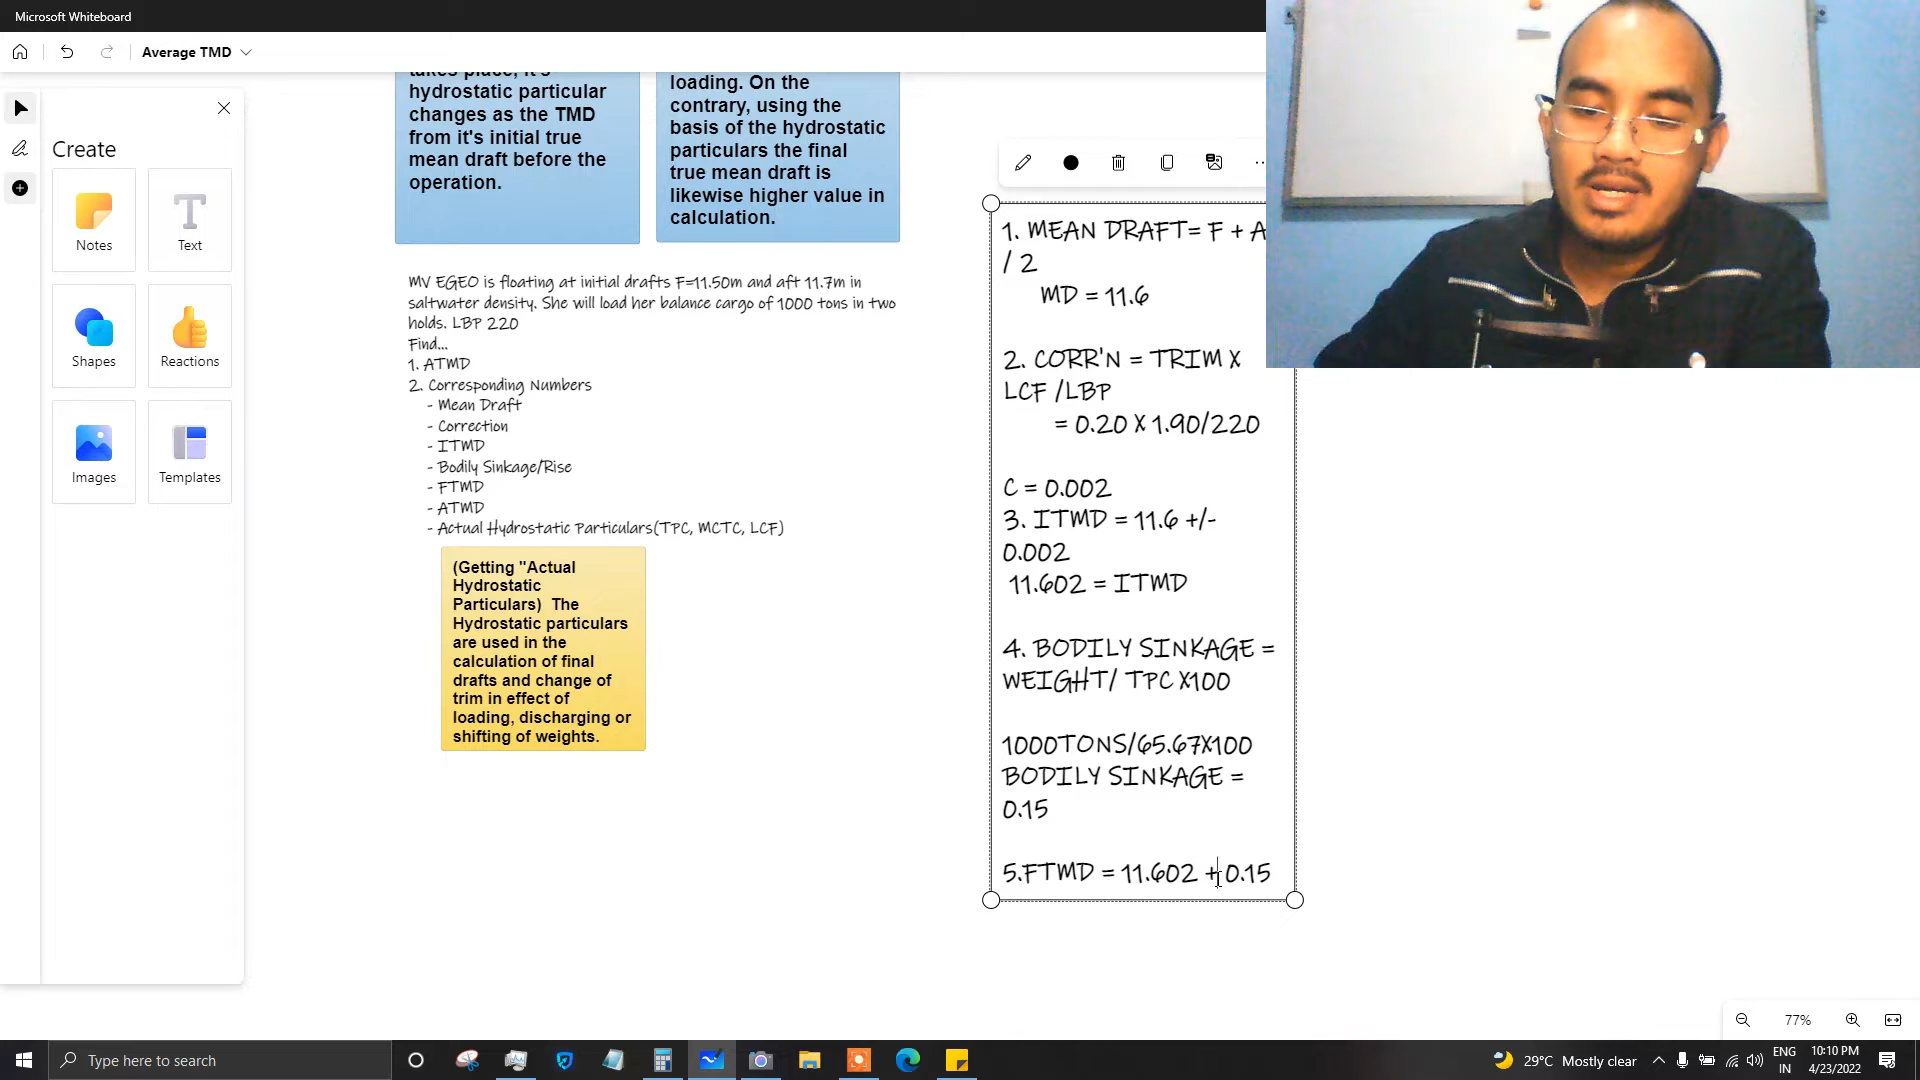 Microsoft Whiteboard
Average TMD
Create
Notes
Text
Shapes
Reactions
Images
Templates
hydrostatic particular
changes as the TMD
from it's initial true
mean draft before the
operation.
loading. On the
contrary, using the
basis of the hydrostatic
particulars the final
true mean draft is
likewise higher value in
calculation.
MV EGEO is floating at initial drafts F=11.50m and aft 11.7m in
saltwater density. She will load her balance cargo of 1000 tons in two
holds. LBP 220
Find...
1. ATMD
2. Corresponding Numbers
- Mean Draft
- Correction
- ITMD
- Bodily Sinkage/Rise
- FTMD
- ATMD
- Actual Hydrostatic Particulars(TPC, MCTC, LCF)
(Getting "Actual
Hydrostatic
Particulars) The
Hydrostatic particulars
are used in the
calculation of final
drafts and change of
trim in effect of
loading, discharging or
shifting of weights.
1. MEAN DRAFT= F + A
/ 2
MD = 11.6
2. CORR'N = TRIM X
LCF /LBP
= 0.20 X 1.90/220
C = 0.002
3. ITMD = 11.6 +/-
0.002
11.602 = ITMD
4. BODILY SINKAGE =
WEIGHT/ TPC X100
1000TONS/65.67X100
BODILY SINKAGE =
0.15
5.FTMD = 11.602 +0.15
77%
Type here to search
29°C Mostly clear
ENG
IN
10:10 PM
4/23/2022